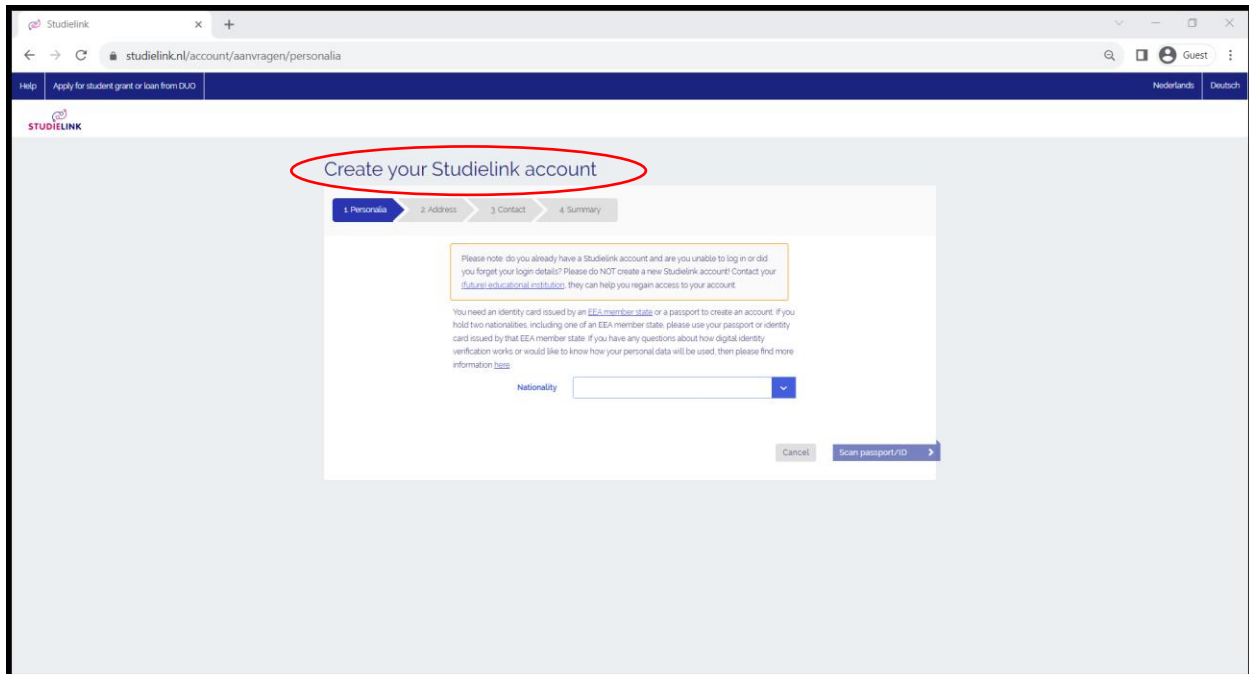 Studielink
studielink.nl/account/aanvragen/personalia
Guest
Help
Apply for student grant or loan from DUO
Nederlands
Deutsch
STUDIELINK
Create your Studielink account
1. Personalia
2. Address
3. Contact
4. Summary
Please note: do you already have a Studielink account and are you unable to log in or did
you forget your login details? Please do NOT create a new Studielink account! Contact your
(future) educational institution, they can help you regain access to your account.
You need an identity card issued by an EEA member state or a passport to create an account. If you
hold two nationalities, including one of an EEA member state, please use your passport or identity
card issued by that EEA member state. If you have any questions about how digital identity
verification works or would like to know how your personal data will be used, then please find more
information here.
Nationality
Cancel
Scan passport/ID